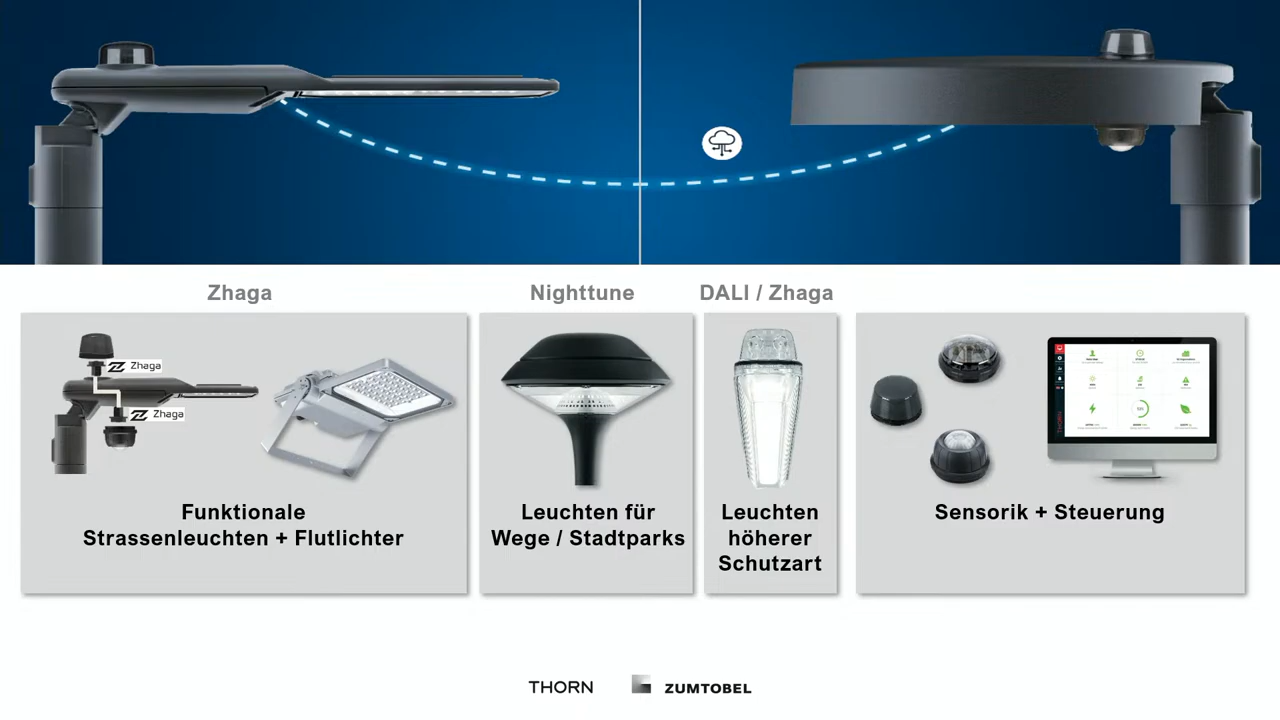 Zhaga
Nighttune
DALI / Zhaga
Zhaga
Zhaga
THORN
Funktionale
Strassenleuchten + Flutlichter
Leuchten für
Wege / Stadtparks
Leuchten
höherer
Schutzart
Sensorik + Steuerung
THORN
ZUMTOBEL